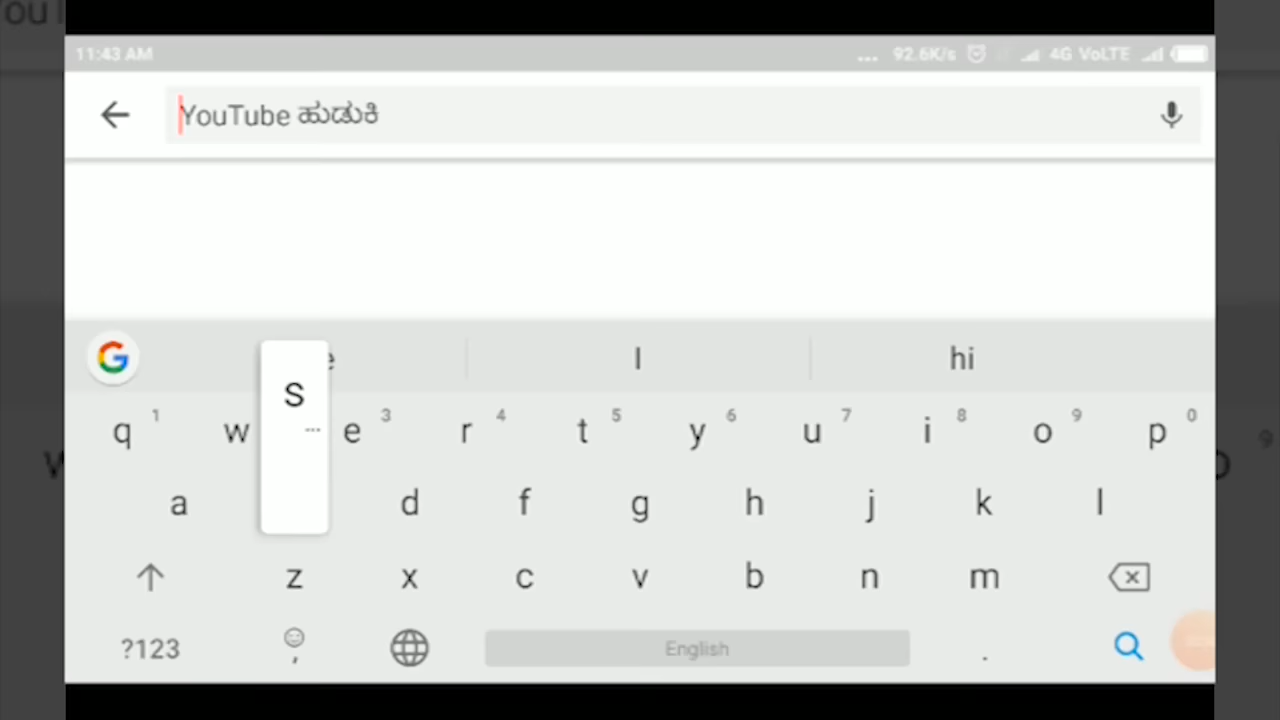 11:43 AM ... 92.6K/s 4G VoLTE
YouTube ಹುಡುಕಿ
I hi
S
...
q 1 w e 3 r 4 t 5 y 6 u 7 i 8 o 9 p 0
a d f g h j k l
z x c v b n m
?123 , English .